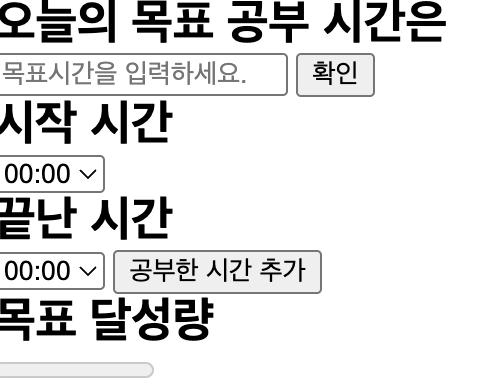 오늘의 목표 공부 시간은
목표시간을 입력하세요. 확인
시작 시간
00:00
끝난 시간
00:00 공부한 시간 추가
목표 달성량